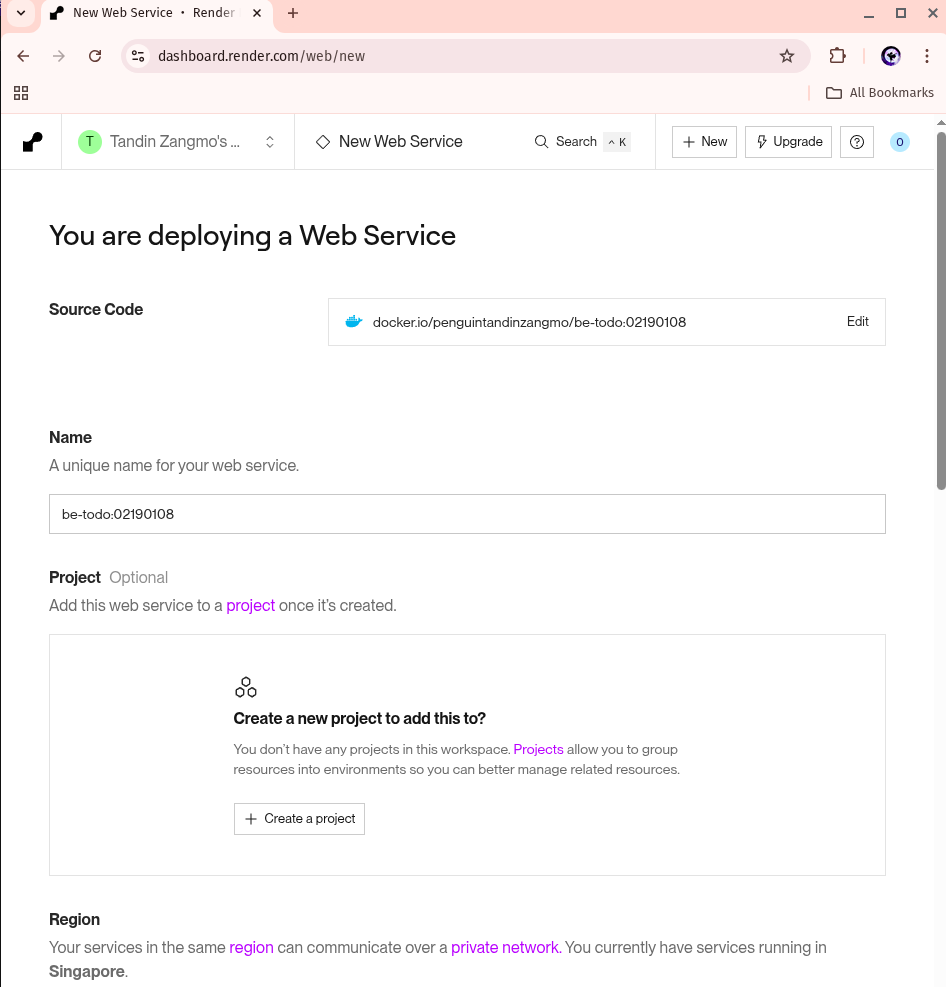 New Web Service · Render
dashboard.render.com/web/new
All Bookmarks
T Tandin Zangmo's ... New Web Service Search ^ K + New Upgrade 0
You are deploying a Web Service
Source Code
docker.io/penguintandinzangmo/be-todo:02190108 Edit
Name
A unique name for your web service.
be-todo:02190108
Project Optional
Add this web service to a project once it's created.
Create a new project to add this to?
You don't have any projects in this workspace. Projects allow you to group
resources into environments so you can better manage related resources.
+ Create a project
Region
Your services in the same region can communicate over a private network. You currently have services running in
Singapore.